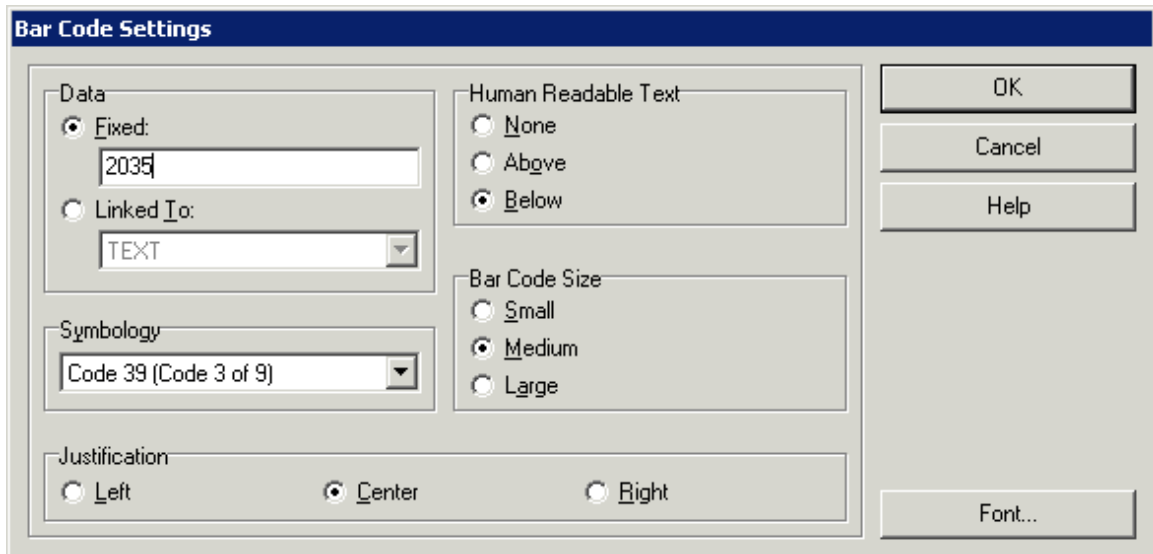 Bar Code Settings
Data
Fixed:
2035
Linked To:
TEXT
Symbology
Code 39 (Code 3 of 9)
Human Readable Text
None
Above
Below
Bar Code Size
Small
Medium
Large
Justification
Left Center Right
OK
Cancel
Help
Font...